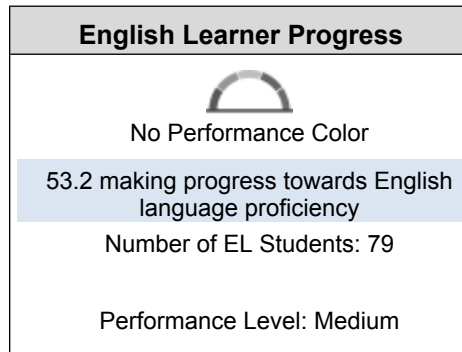 English Learner Progress
No Performance Color
53.2 making progress towards English
language proficiency
Number of EL Students: 79
Performance Level: Medium